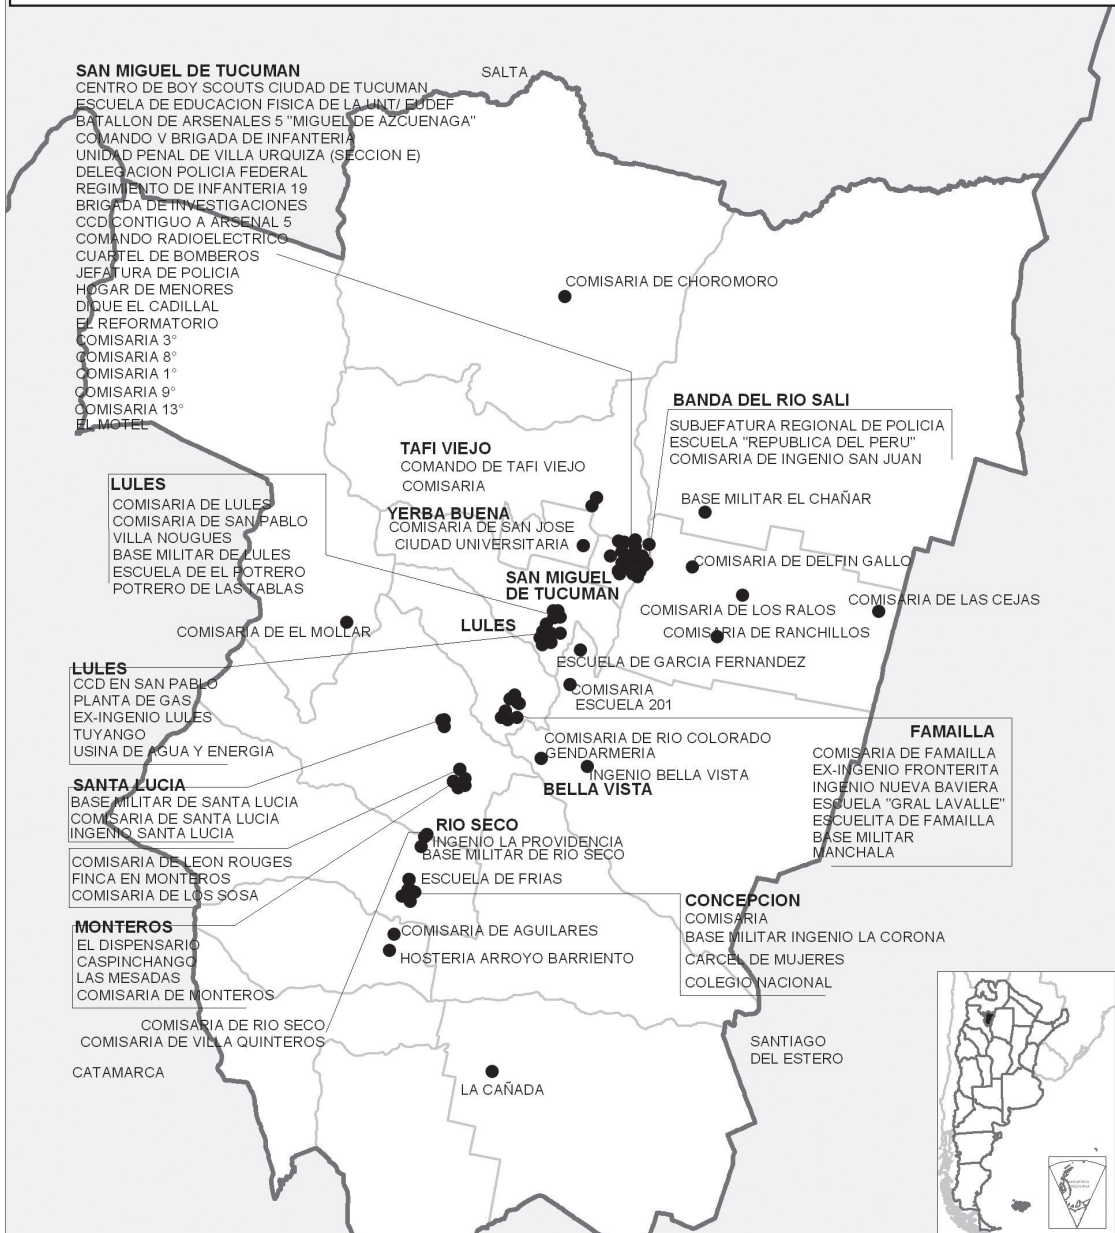 SAN MIGUEL DE TUCUMAN
CENTRO DE BOY SCOUTS CIUDAD DE TUCUMAN
ESCUELA DE EDUCACION FISICA DE LA UNT/ EUDEF
BATALLON DE ARSENALES 5 "MIGUEL DE AZCUENAGA"
COMANDO V BRIGADA DE INFANTERIA
UNIDAD PENAL DE VILLA URQUIZA (SECCION E)
DELEGACION POLICIA FEDERAL
REGIMIENTO DE INFANTERIA 19
BRIGADA DE INVESTIGACIONES
CCD CONTIGUO A ARSENAL 5
COMANDO RADIOELECTRICO
CUARTEL DE BOMBEROS
JEFATURA DE POLICIA
HOGAR DE MENORES
DIQUE EL CADILLAL
EL REFORMATORIO
COMISARIA 3°
COMISARIA 8°
COMISARIA 1°
COMISARIA 9°
COMISARIA 13°
EL MOTEL
SALTA
COMISARIA DE CHOROMORO
BANDA DEL RIO SALI
SUBJEFATURA REGIONAL DE POLICIA
ESCUELA "REPUBLICA DEL PERU"
COMISARIA DE INGENIO SAN JUAN
TAFI VIEJO
COMANDO DE TAFI VIEJO
COMISARIA
BASE MILITAR EL CHAÑAR
YERBA BUENA
COMISARIA DE SAN JOSE
CIUDAD UNIVERSITARIA
LULES
COMISARIA DE LULES
COMISARIA DE SAN PABLO
VILLA NOUGUES
BASE MILITAR DE LULES
ESCUELA DE EL POTRERO
POTRERO DE LAS TABLAS
COMISARIA DE DELFIN GALLO
SAN MIGUEL
DE TUCUMAN
COMISARIA DE LOS RALOS
COMISARIA DE LAS CEJAS
LULES
COMISARIA DE EL MOLLAR
COMISARIA DE RANCHILLOS
ESCUELA DE GARCIA FERNANDEZ
LULES
CCD EN SAN PABLO
PLANTA DE GAS
EX-INGENIO LULES
TUYANGO
USINA DE AGUA Y ENERGIA
COMISARIA
ESCUELA 201
COMISARIA DE RIO COLORADO
GENDARMERIA
INGENIO BELLA VISTA
BELLA VISTA
FAMAILLA
COMISARIA DE FAMAILLA
EX-INGENIO FRONTERITA
INGENIO NUEVA BAVIERA
ESCUELA "GRAL LAVALLE"
ESCUELITA DE FAMAILLA
BASE MILITAR
MANCHALA
SANTA LUCIA
BASE MILITAR DE SANTA LUCIA
COMISARIA DE SANTA LUCIA
INGENIO SANTA LUCIA
RIO SECO
INGENIO LA PROVIDENCIA
BASE MILITAR DE RIO SECO
COMISARIA DE LEON ROUGES
FINCA EN MONTEROS
COMISARIA DE LOS SOSA
ESCUELA DE FRIAS
CONCEPCION
COMISARIA
BASE MILITAR INGENIO LA CORONA
CARCEL DE MUJERES
COLEGIO NACIONAL
MONTEROS
EL DISPENSARIO
CASPINCHANGO
LAS MESADAS
COMISARIA DE MONTEROS
COMISARIA DE AGUILARES
HOSTERIA ARROYO BARRIENTO
COMISARIA DE RIO SECO
COMISARIA DE VILLA QUINTEROS
CATAMARCA
SANTIAGO
DEL ESTERO
LA CAÑADA